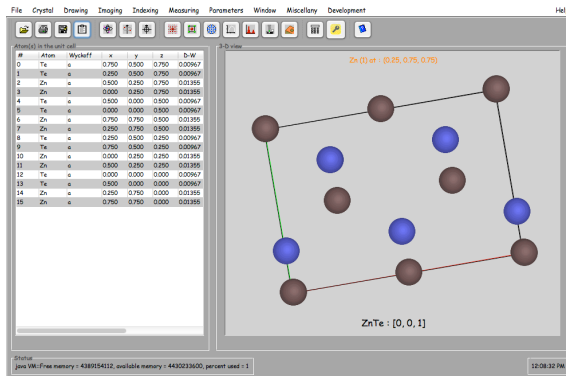 File Crystal Drawing Imaging Indexing Measuring Parameters Window Miscellany Development Hel
Atom(s) in the unit cell
3-D view
# Atom Wyckoff x y z D-W
0 Te a 0.750 0.500 0.750 0.00967
1 Te a 0.250 0.500 0.750 0.00967
2 Zn a 0.500 0.250 0.750 0.01355
3 Zn a 0.000 0.250 0.750 0.01355
4 Te a 0.500 0.000 0.500 0.00967
5 Te a 0.000 0.000 0.500 0.00967
6 Zn a 0.750 0.750 0.500 0.01355
7 Zn a 0.250 0.750 0.500 0.01355
8 Te a 0.250 0.500 0.250 0.00967
9 Te a 0.750 0.500 0.250 0.00967
10 Zn a 0.000 0.250 0.250 0.01355
11 Zn a 0.500 0.250 0.250 0.01355
12 Te a 0.000 0.000 0.000 0.00967
13 Te a 0.500 0.000 0.000 0.00967
14 Zn a 0.250 0.750 0.000 0.01355
15 Zn a 0.750 0.750 0.000 0.01355
Zn (1) at : (0.25, 0.75, 0.75)
ZnTe : [0, 0, 1]
Status
java VM::Free memory = 4389154112, available memory = 4430233600, percent used = 1
12:08:32 PM